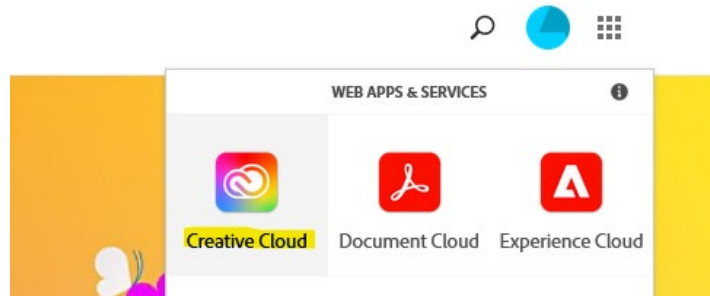 WEB APPS & SERVICES
Creative Cloud Document Cloud Experience Cloud